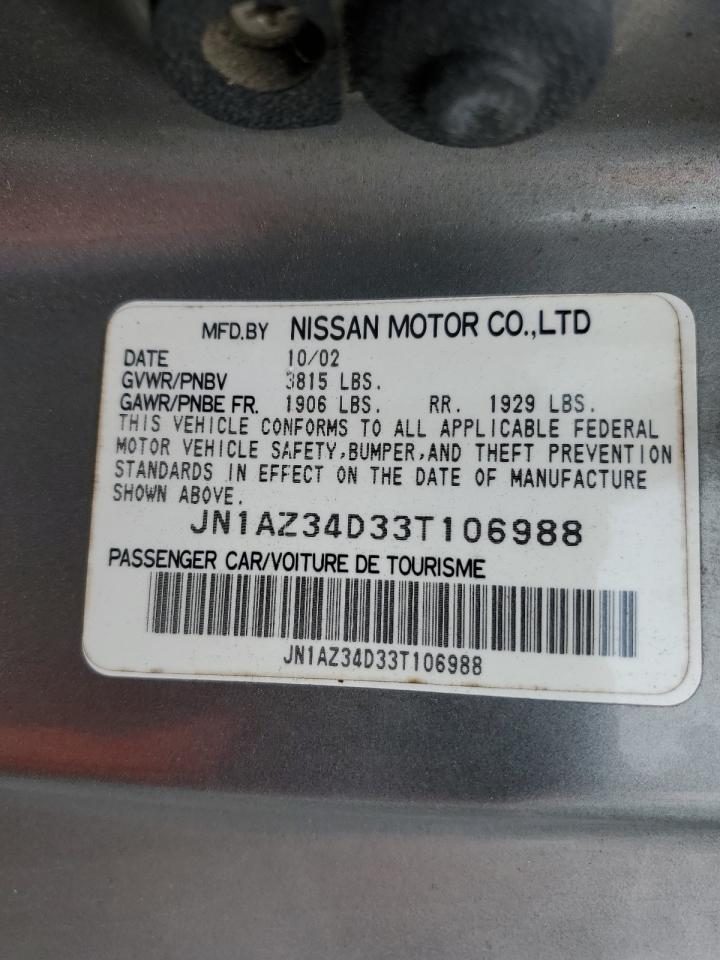 MFD.BY NISSAN MOTOR CO.,LTD
DATE 10/02
GVWR/PNBV 3815 LBS.
GAWR/PNBE FR. 1906 LBS. RR. 1929 LBS.
THIS VEHICLE CONFORMS TO ALL APPLICABLE FEDERAL
MOTOR VEHICLE SAFETY,BUMPER,AND THEFT PREVENTION
STANDARDS IN EFFECT ON THE DATE OF MANUFACTURE
SHOWN ABOVE.
JN1AZ34D33T106988
PASSENGER CAR/VOITURE DE TOURISME
JN1AZ34D33T106988